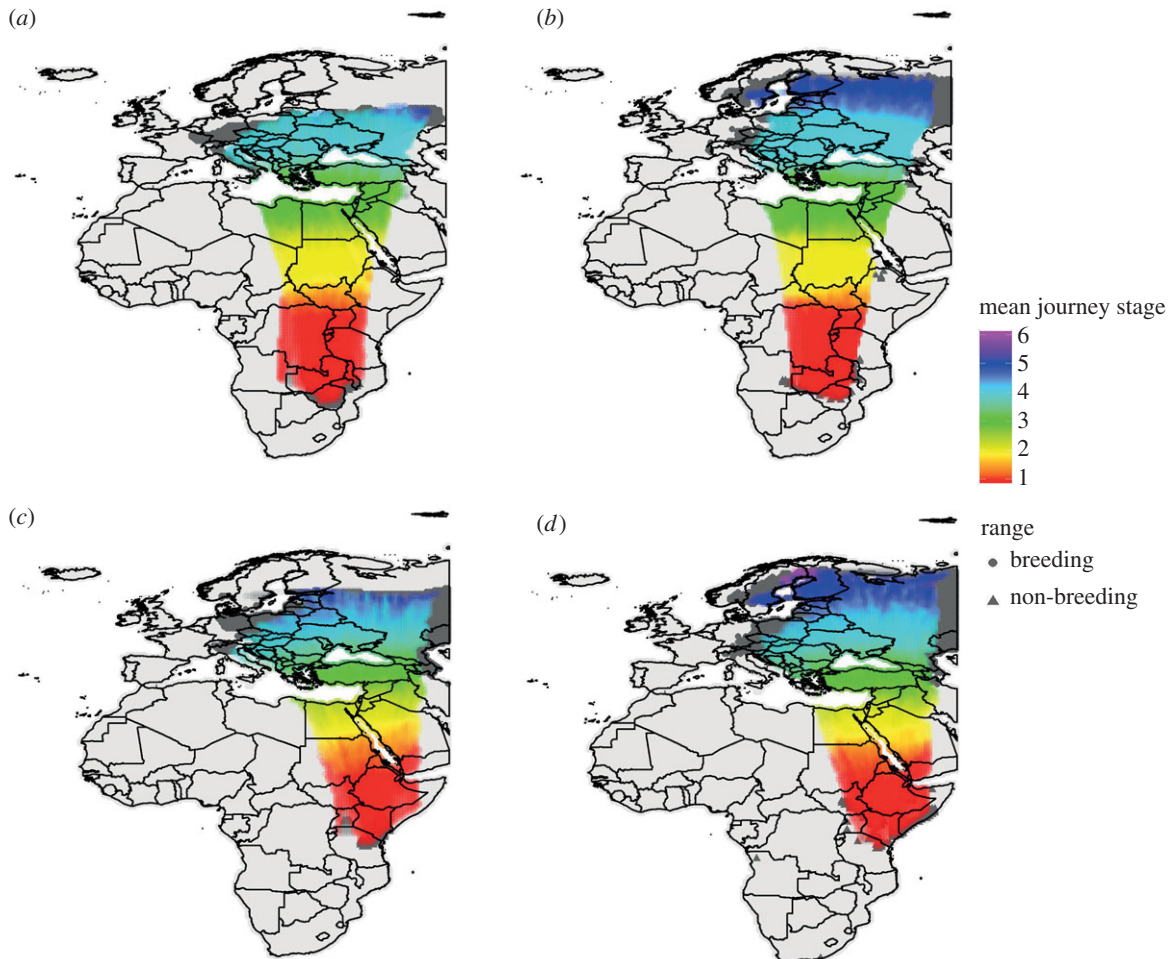 (a)
(b)
mean journey stage
6
5
4
3
2
1
(c)
(d)
range
breeding
non-breeding